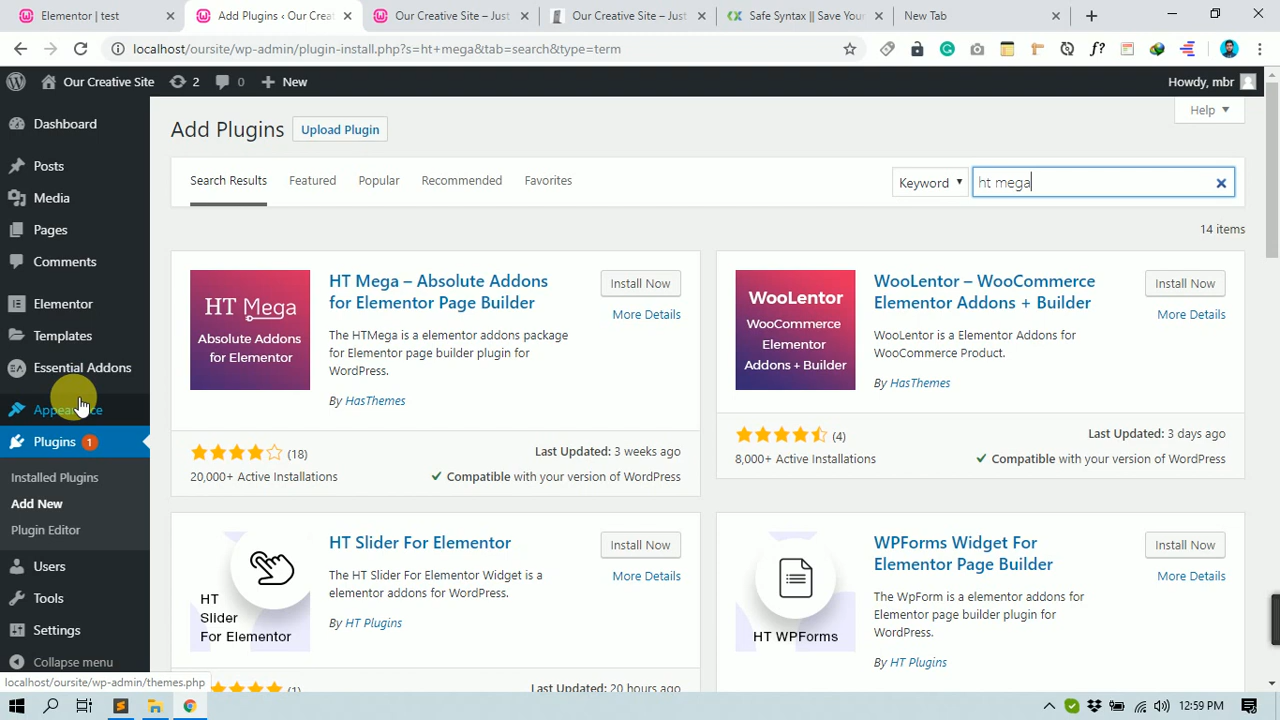 Elementor | test
Add Plugins ‹ Our Crea
Our Creative Site – Just
Our Creative Site – Just
Safe Syntax || Save You
New Tab
localhost/oursite/wp-admin/plugin-install.php?s=ht+mega&tab=search&type=term
Our Creative Site
2
0
New
Howdy, mbr
Dashboard
Posts
Media
Pages
Comments
Elementor
Templates
Essential Addons
Appearance
Plugins 1
Installed Plugins
Add New
Plugin Editor
Users
Tools
Settings
Collapse menu
localhost/oursite/wp-admin/themes.php
Add Plugins
Upload Plugin
Help
Search Results
Featured
Popular
Recommended
Favorites
Keyword
ht mega
14 items
HT Mega
Absolute Addons
for Elementor
HT Mega – Absolute Addons
for Elementor Page Builder
Install Now
More Details
The HTMega is a elementor addons package
for Elementor page builder plugin for
WordPress.
By HasThemes
(18)
Last Updated: 3 weeks ago
20,000+ Active Installations
Compatible with your version of WordPress
WooLentor
WooCommerce
Elementor
Addons + Builder
WooLentor – WooCommerce
Elementor Addons + Builder
Install Now
More Details
WooLentor is a Elementor Addons for
WooCommerce Product.
By HasThemes
(4)
Last Updated: 3 days ago
8,000+ Active Installations
Compatible with your version of WordPress
HT
Slider
For Elementor
HT Slider For Elementor
Install Now
More Details
The HT Slider For Elementor Widget is a
elementor addons for WordPress.
By HT Plugins
(1)
Last Updated: 20 hours ago
HT WPForms
WPForms Widget For
Elementor Page Builder
Install Now
More Details
The WpForm is a elementor addons for
Elementor page builder plugin for
WordPress.
By HT Plugins
12:59 PM